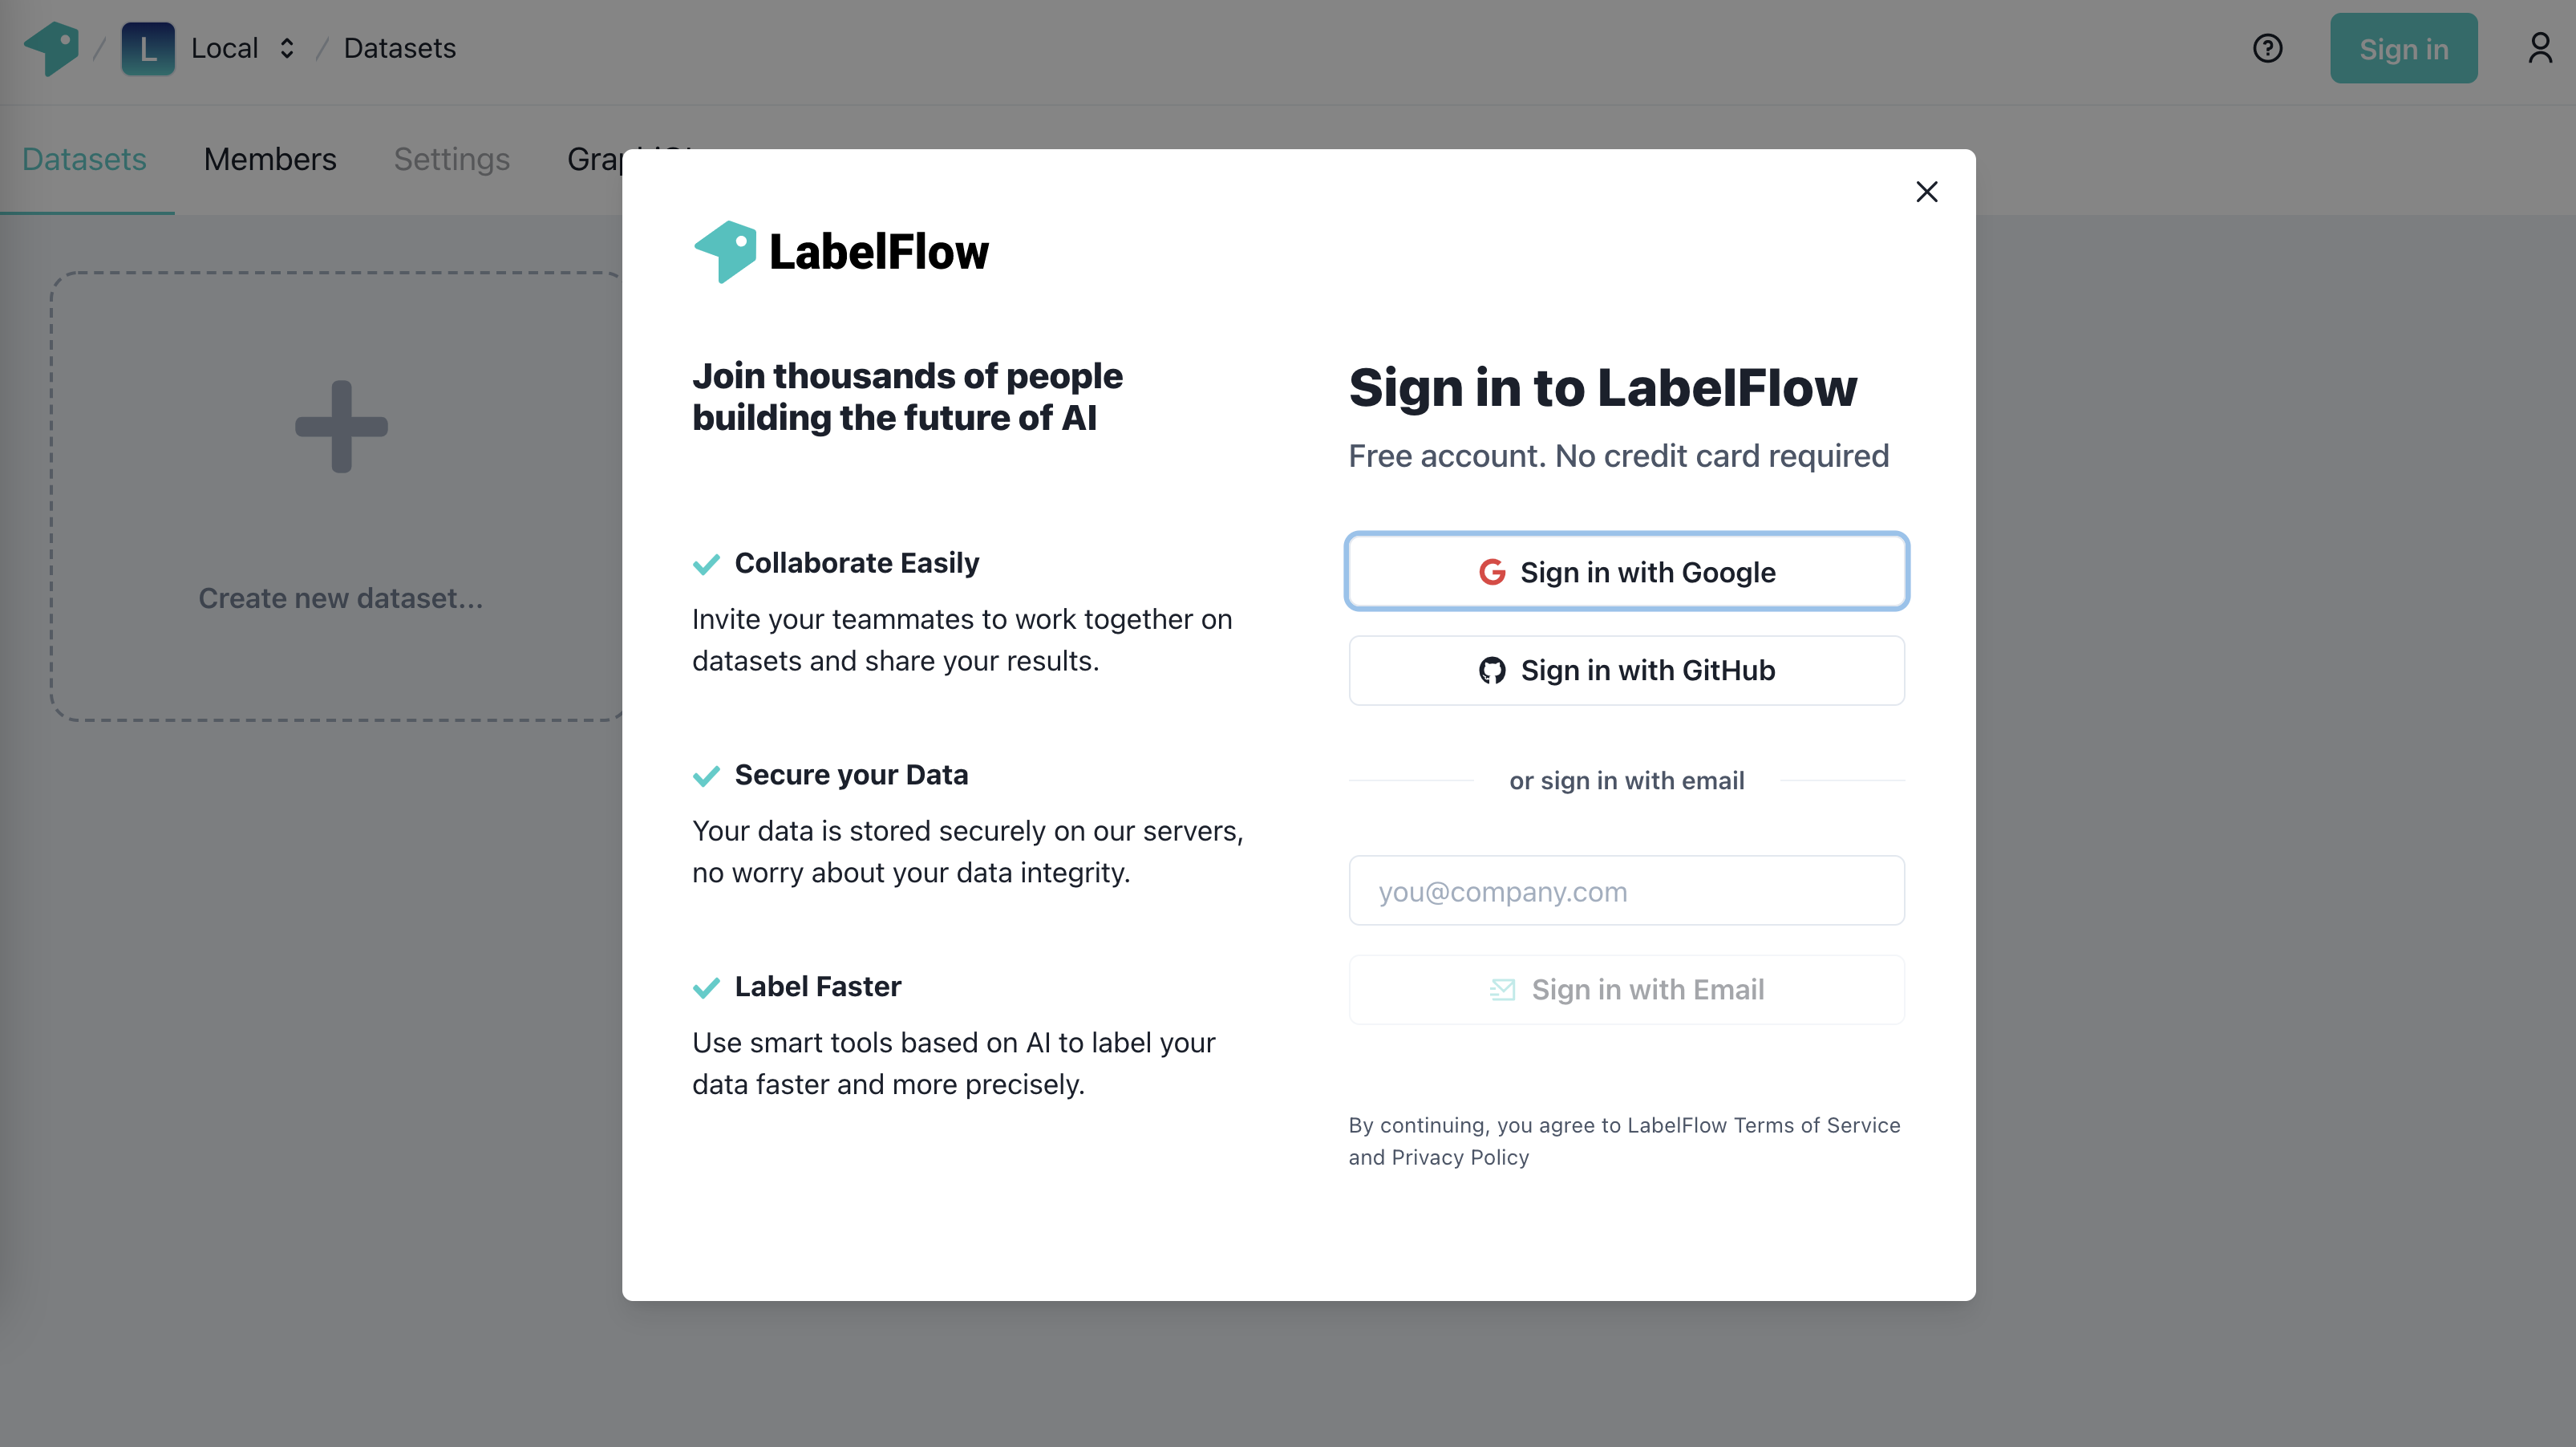 L Local / Datasets
Sign in
Datasets Members Settings
Create new dataset...
LabelFlow
Join thousands of people
building the future of AI
Collaborate Easily
Invite your teammates to work together on
datasets and share your results.
Secure your Data
Your data is stored securely on our servers,
no worry about your data integrity.
Label Faster
Use smart tools based on AI to label your
data faster and more precisely.
Sign in to LabelFlow
Free account. No credit card required
Sign in with Google
Sign in with GitHub
or sign in with email
you@company.com
Sign in with Email
By continuing, you agree to LabelFlow Terms of Service
and Privacy Policy